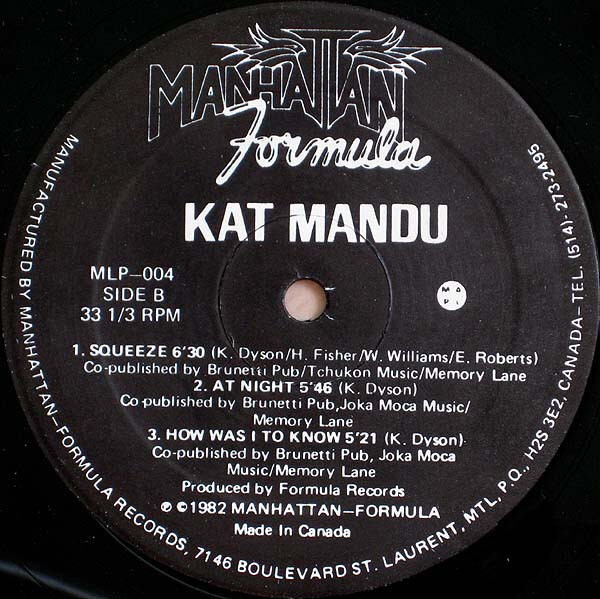 MANHATTAN
Formula
KAT MANDU
MLP–004
SIDE B
33 1/3 RPM
MA
PL
1. SQUEEZE 6'30 (K. Dyson/H. Fisher/W. Williams/E. Roberts)
Co-published by Brunetti Pub/Tchukon Music/Memory Lane
2. AT NIGHT 5'46 (K. Dyson)
Co-published by Brunetti Pub,Joka Moca Music/
Memory Lane
3. HOW WAS I TO KNOW 5'21 (K. Dyson)
Co-published by Brunetti Pub, Joka Moca
Music/Memory Lane
Produced by Formula Records
℗ ©1982 MANHATTAN–FORMULA
Made In Canada
MANUFACTURED BY MANHATTAN–FORMULA RECORDS, 7146 BOULEVARD ST. LAURENT, MTL, P.Q., H2S 3E2, CANADA–TEL. (514)- 273-2495